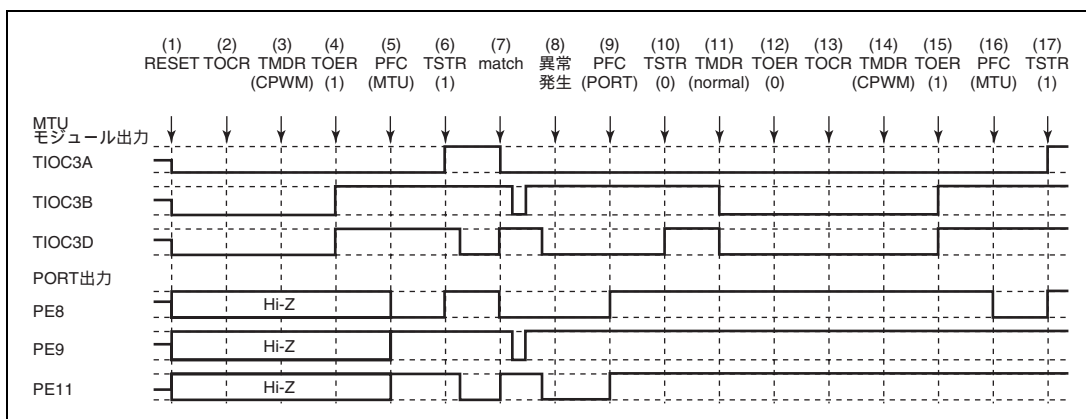 (1) (2) (3) (4) (5) (6) (7) (8) (9) (10) (11) (12) (13) (14) (15) (16) (17)
RESET TOCR TMDR TOER PFC TSTR match 異常 PFC TSTR TMDR TOER TOCR TMDR TOER PFC TSTR
(CPWM) (1) (MTU) (1) 発生 (PORT) (0) (normal) (0) (CPWM) (1) (MTU) (1)
MTU
モジュール出力
TIOC3A
TIOC3B
TIOC3D
PORT出力
PE8 Hi-Z
PE9 Hi-Z
PE11 Hi-Z